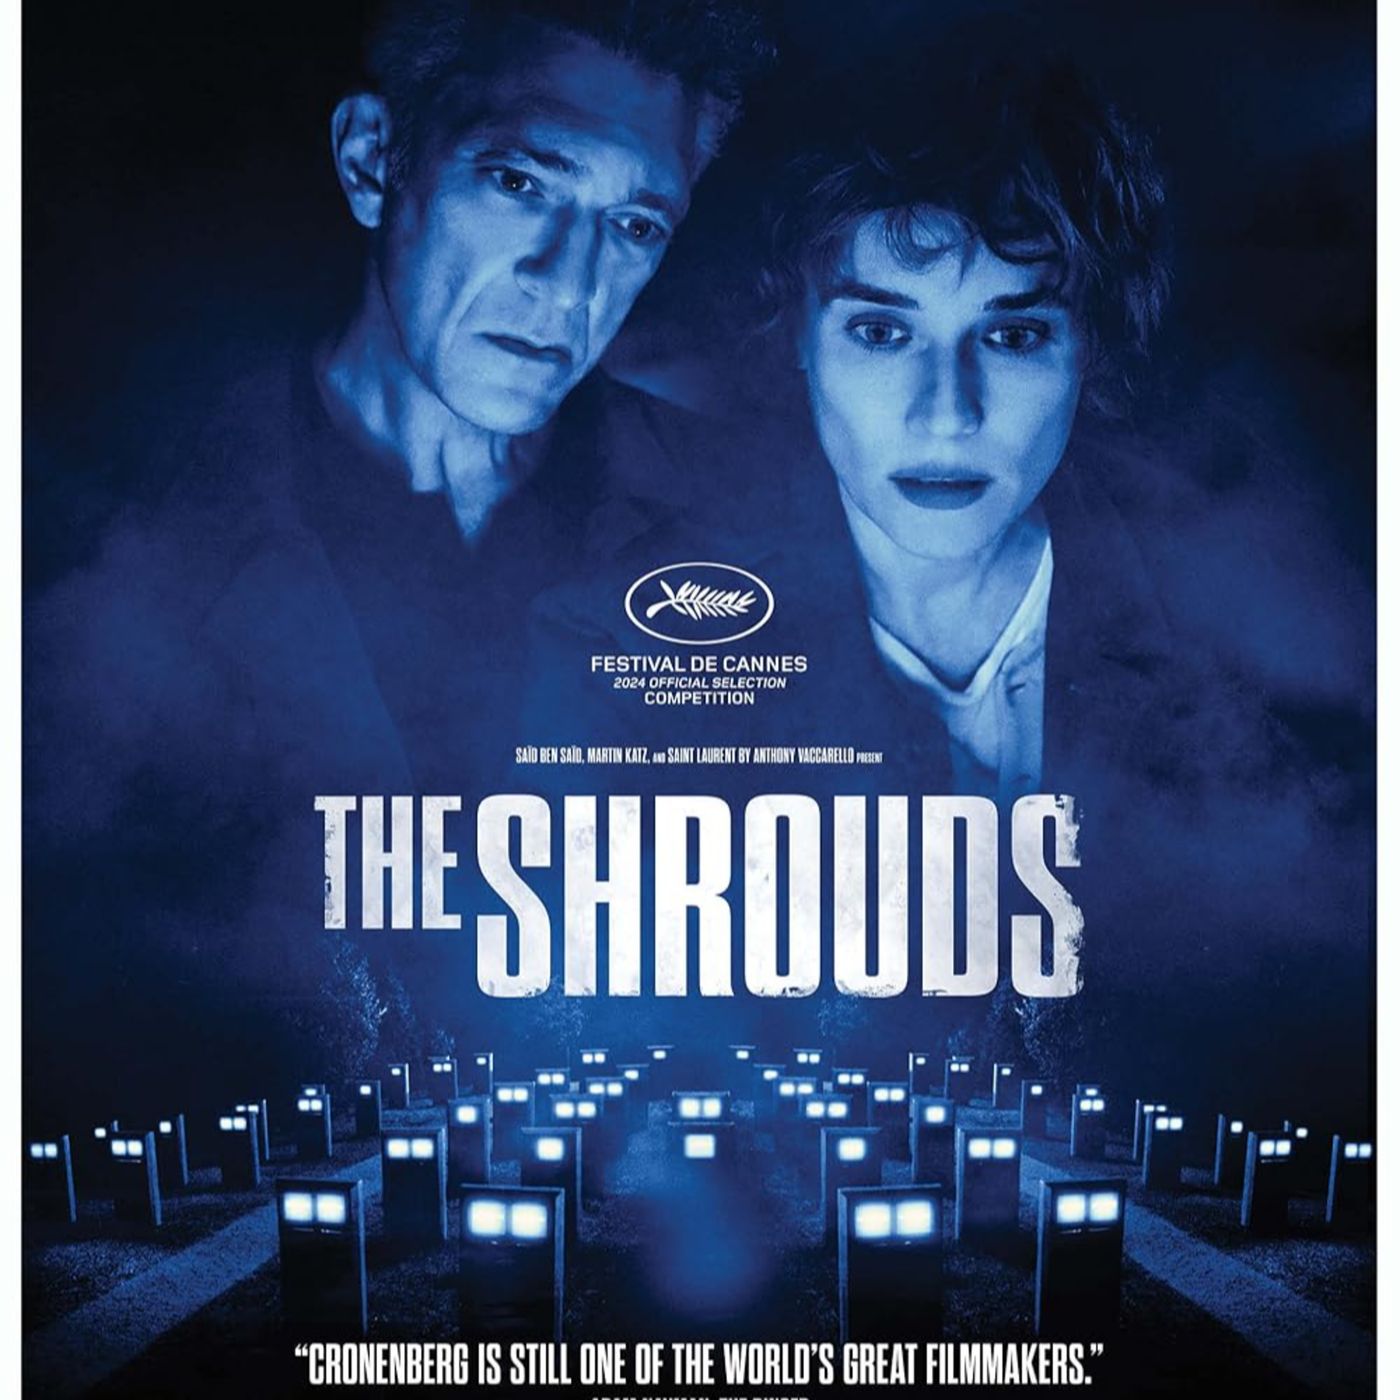 FESTIVAL DE CANNES
2024 OFFICIAL SELECTION
COMPETITION
SAÏD BEN SAÏD, MARTIN KATZ, AND SAINT LAURENT BY ANTHONY VACCARELLO PRESENT
THE SHROUDS
“CRONENBERG IS STILL ONE OF THE WORLD’S GREAT FILMMAKERS.”